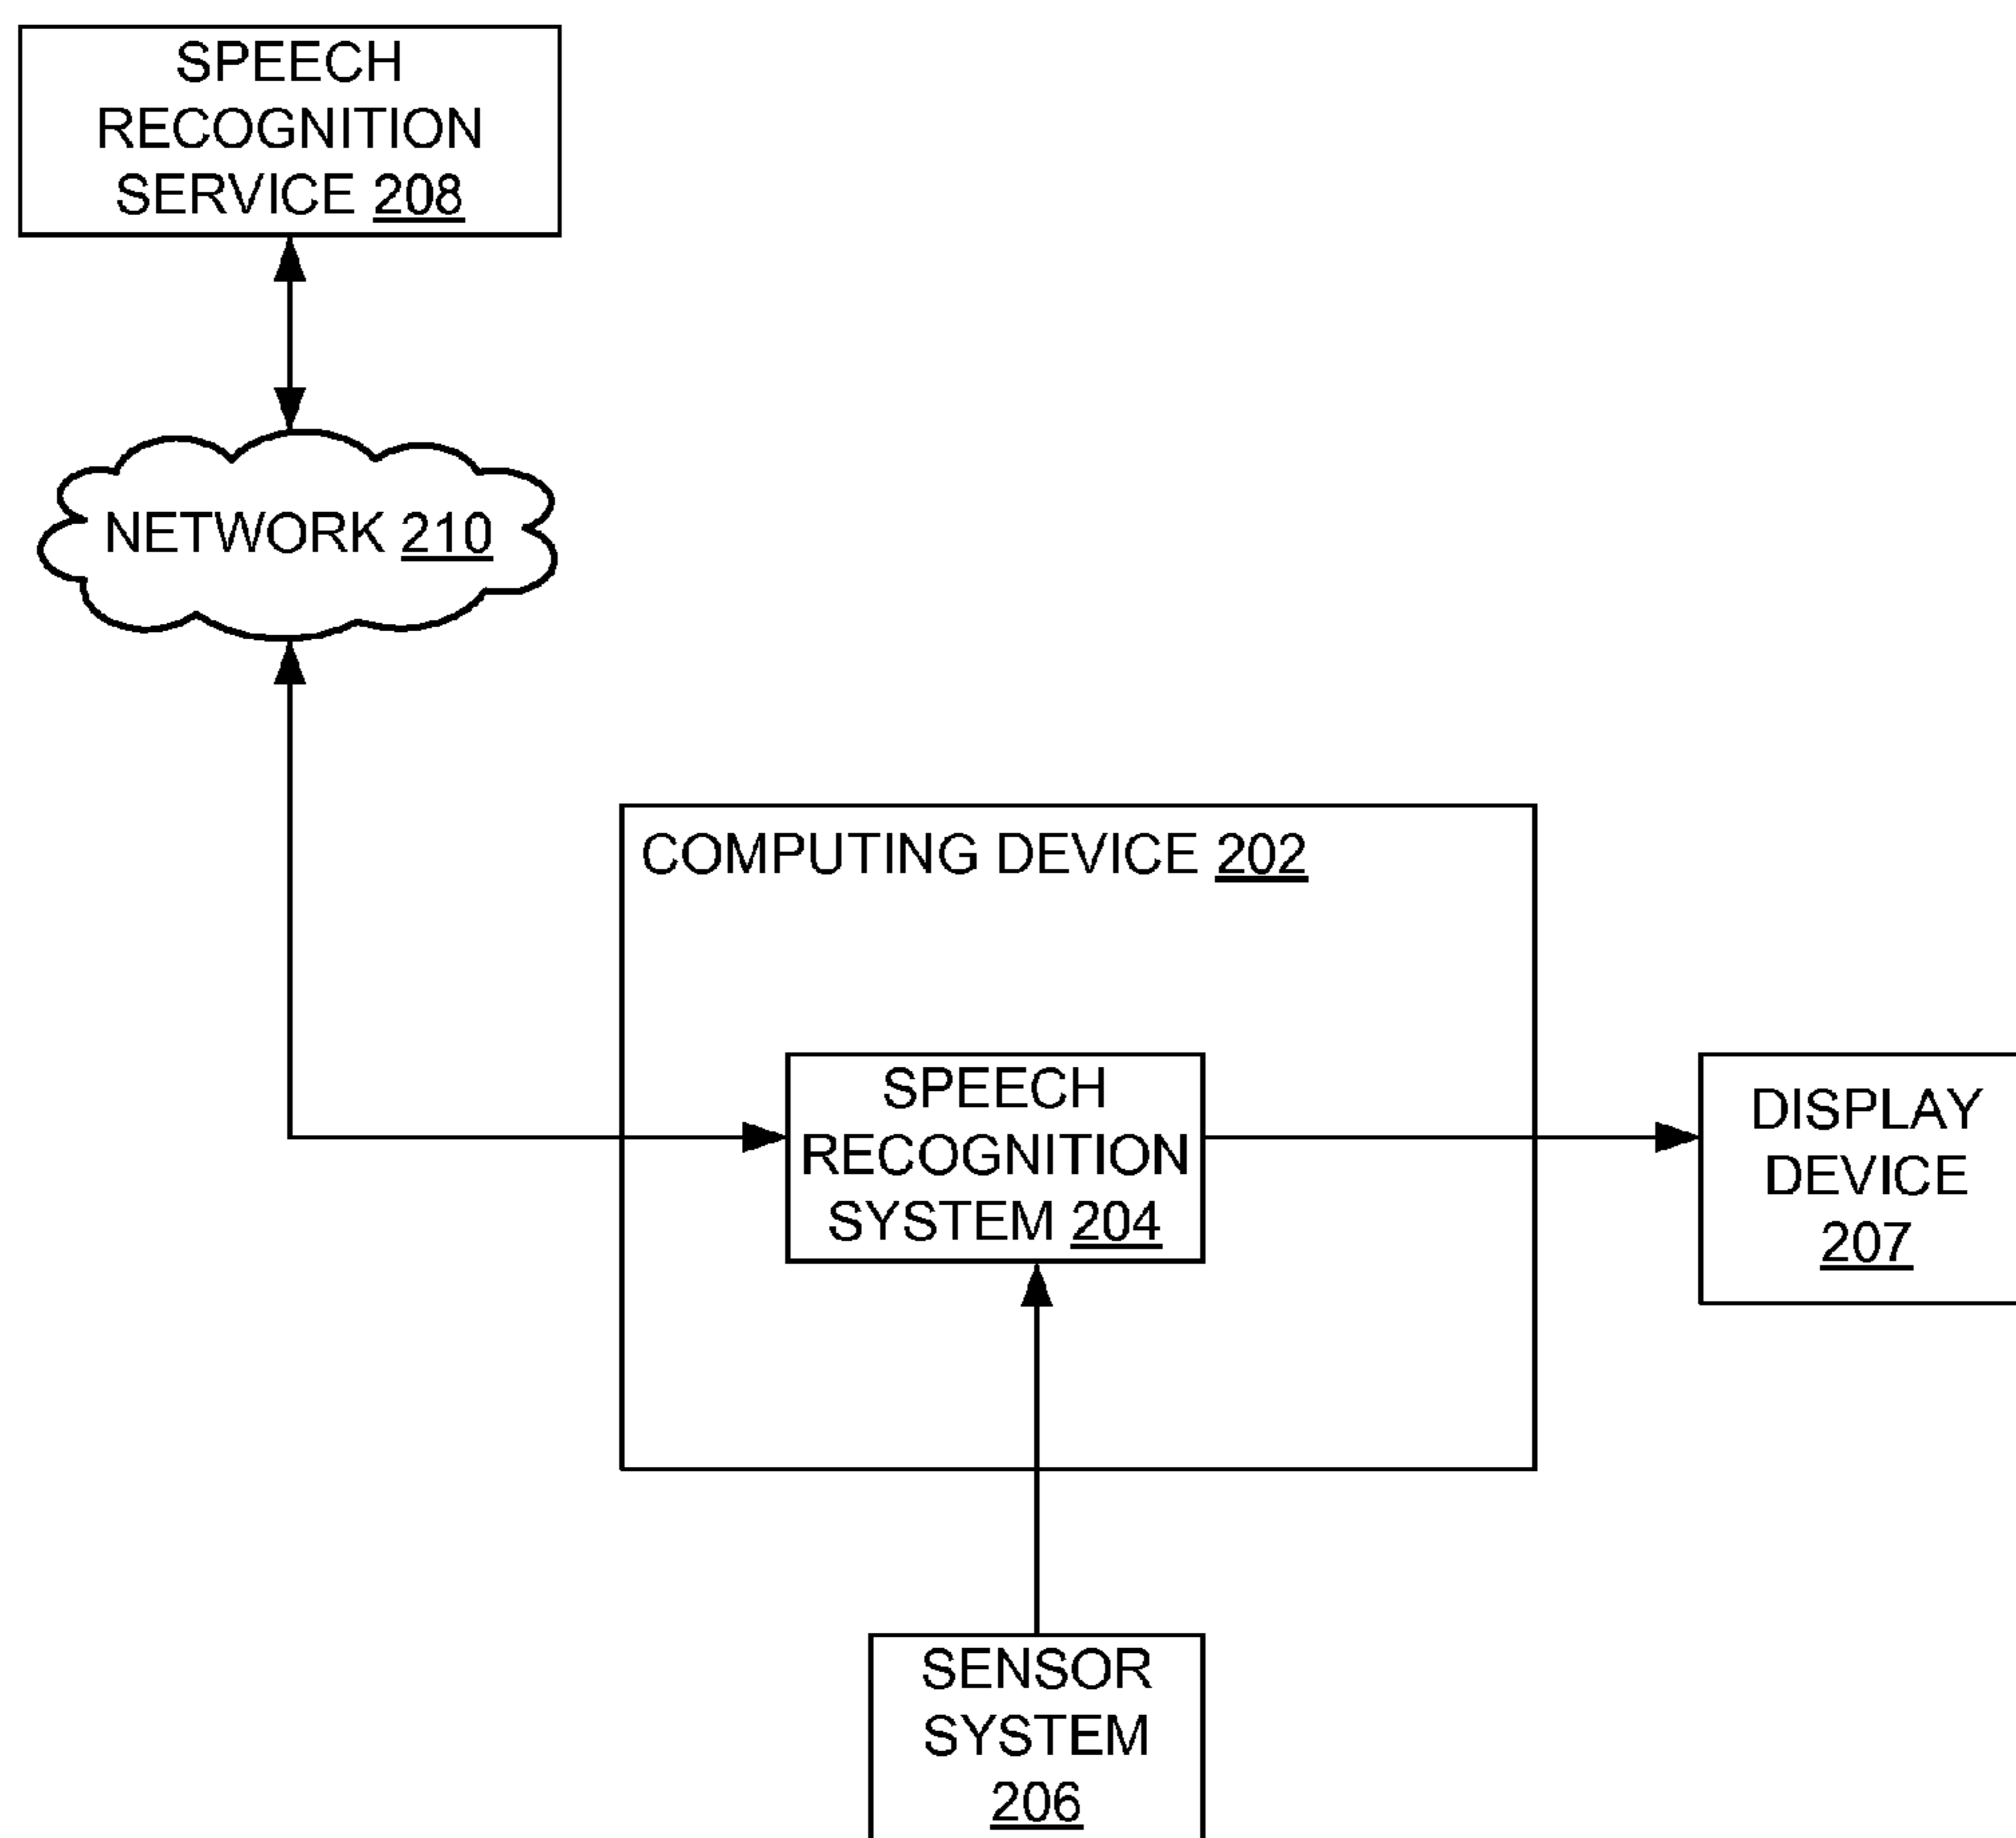 SPEECH
RECOGNITION
SERVICE 208
NETWORK 210
COMPUTING DEVICE 202
SPEECH
RECOGNITION
SYSTEM 204
DISPLAY
DEVICE
207
SENSOR
SYSTEM
206